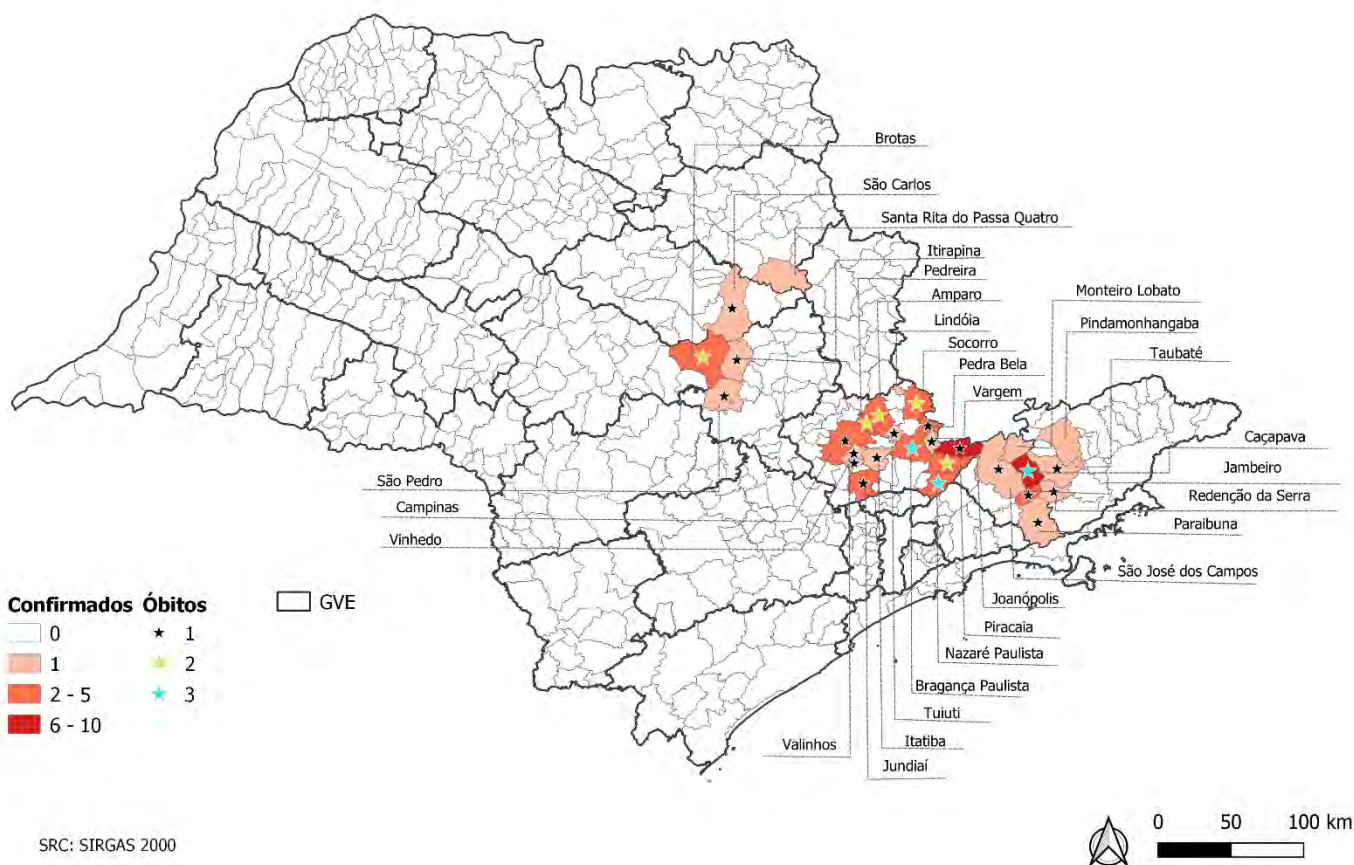 Brotas
São Carlos
Santa Rita do Passa Quatro
Itirapina
Pedreira
Amparo
Lindóia
Socorro
Pedra Bela
Vargem
Monteiro Lobato
Pindamonhangaba
Taubaté
Caçapava
Jambeiro
Redenção da Serra
Paraibuna
São José dos Campos
Joanópolis
Piracaia
Nazaré Paulista
Bragança Paulista
Tuiuti
Itatiba
Jundiaí
Valinhos
São Pedro
Campinas
Vinhedo
Confirmados Óbitos
GVE
0 1
1 2
2 - 5 3
6 - 10
SRC: SIRGAS 2000
0 50 100 km